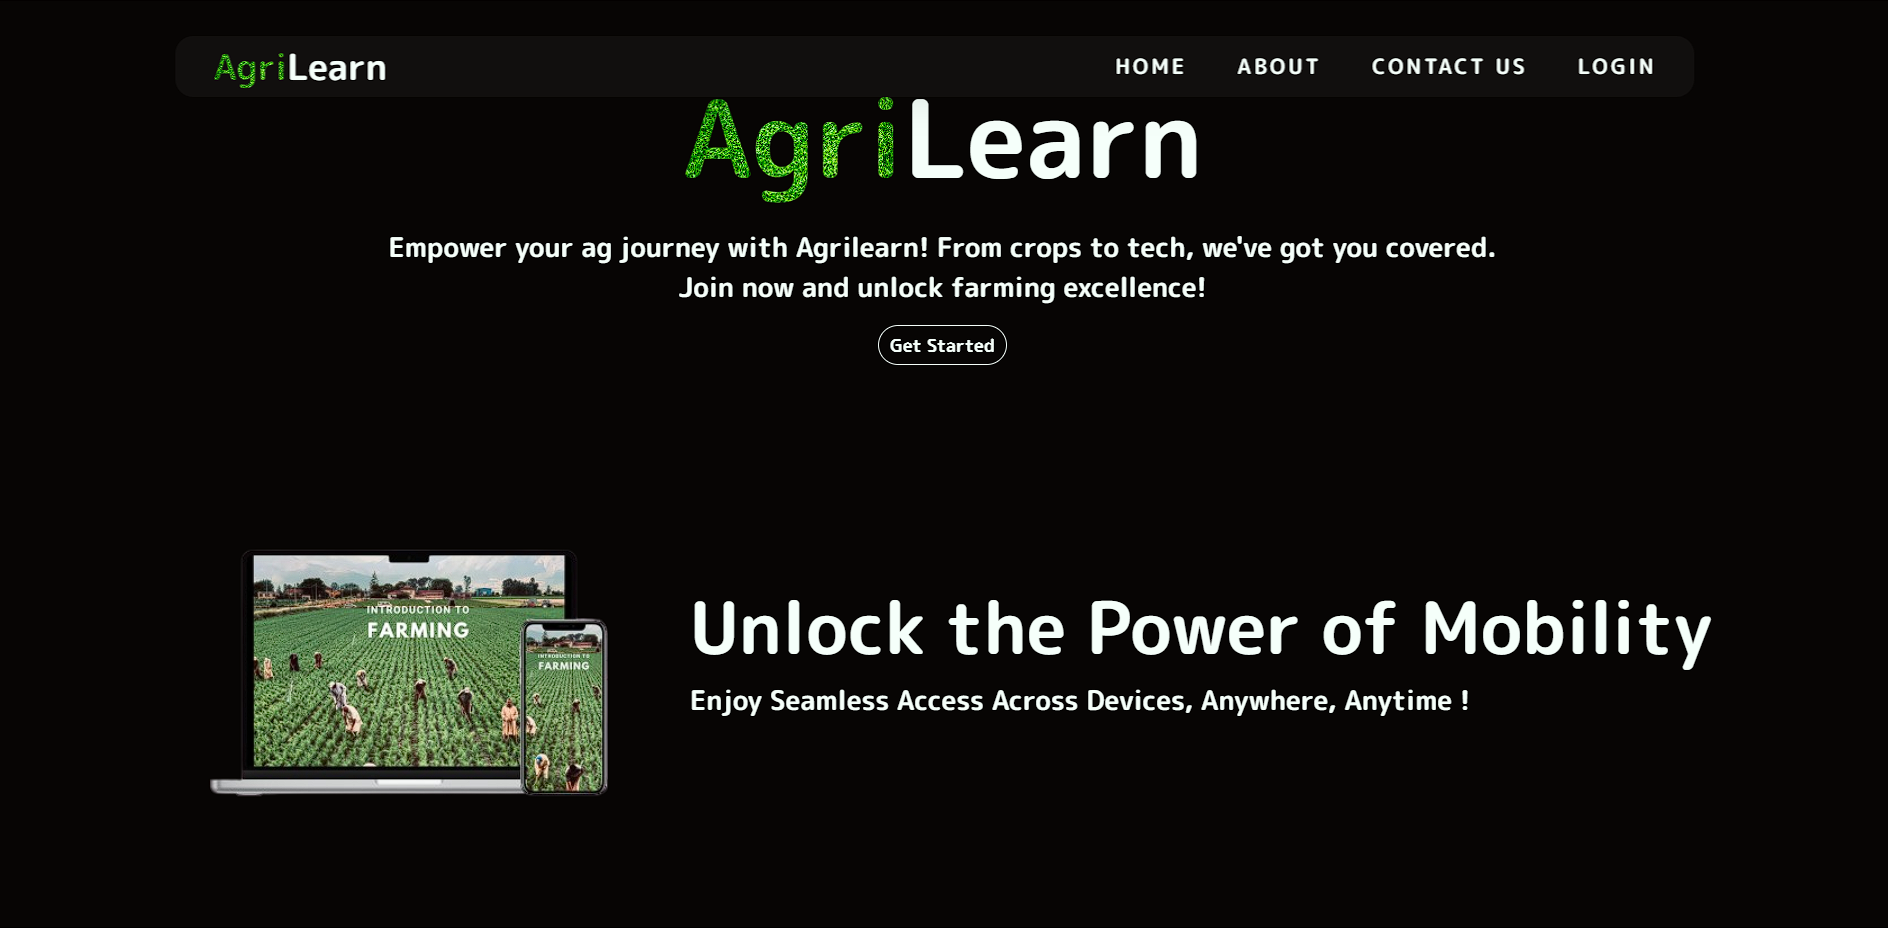 AgriLearn
HOME ABOUT CONTACT US LOGIN
AgriLearn
Empower your ag journey with Agrilearn! From crops to tech, we've got you covered.
Join now and unlock farming excellence!
Get Started
INTRODUCTION TO
FARMING
INTRODUCTION TO
FARMING
Unlock the Power of Mobility
Enjoy Seamless Access Across Devices, Anywhere, Anytime !